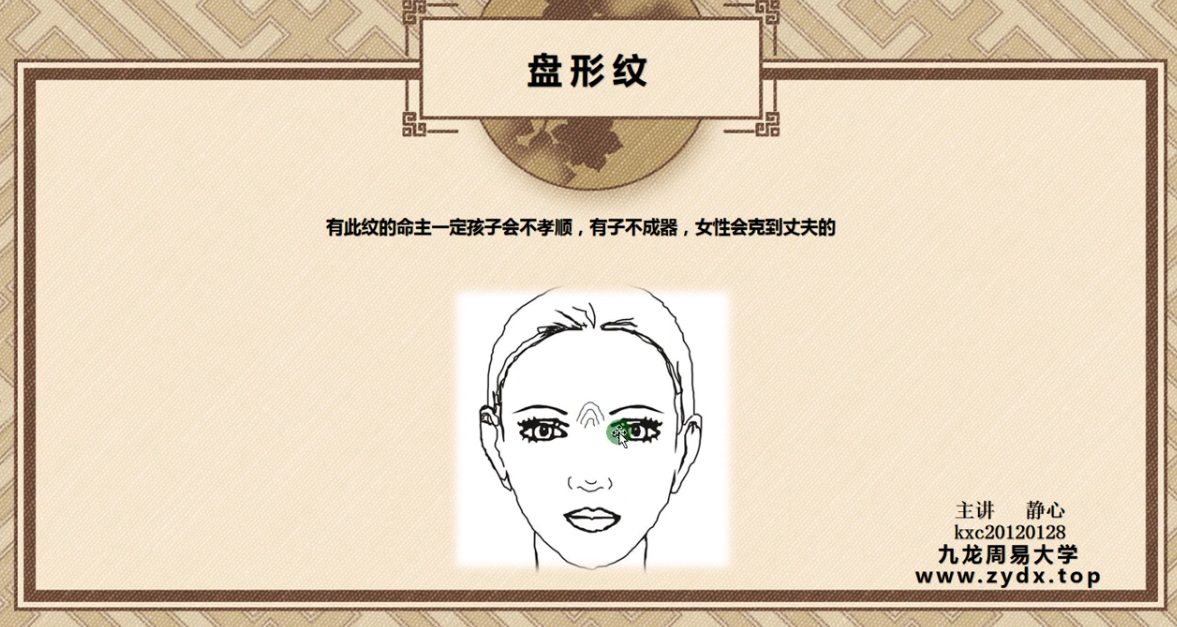 盘形纹
有此纹的命主一定孩子会不孝顺，有子不成器，女性会克到丈夫的
主讲 静心
kxc20120128
九龙周易大学
www.zydx.top